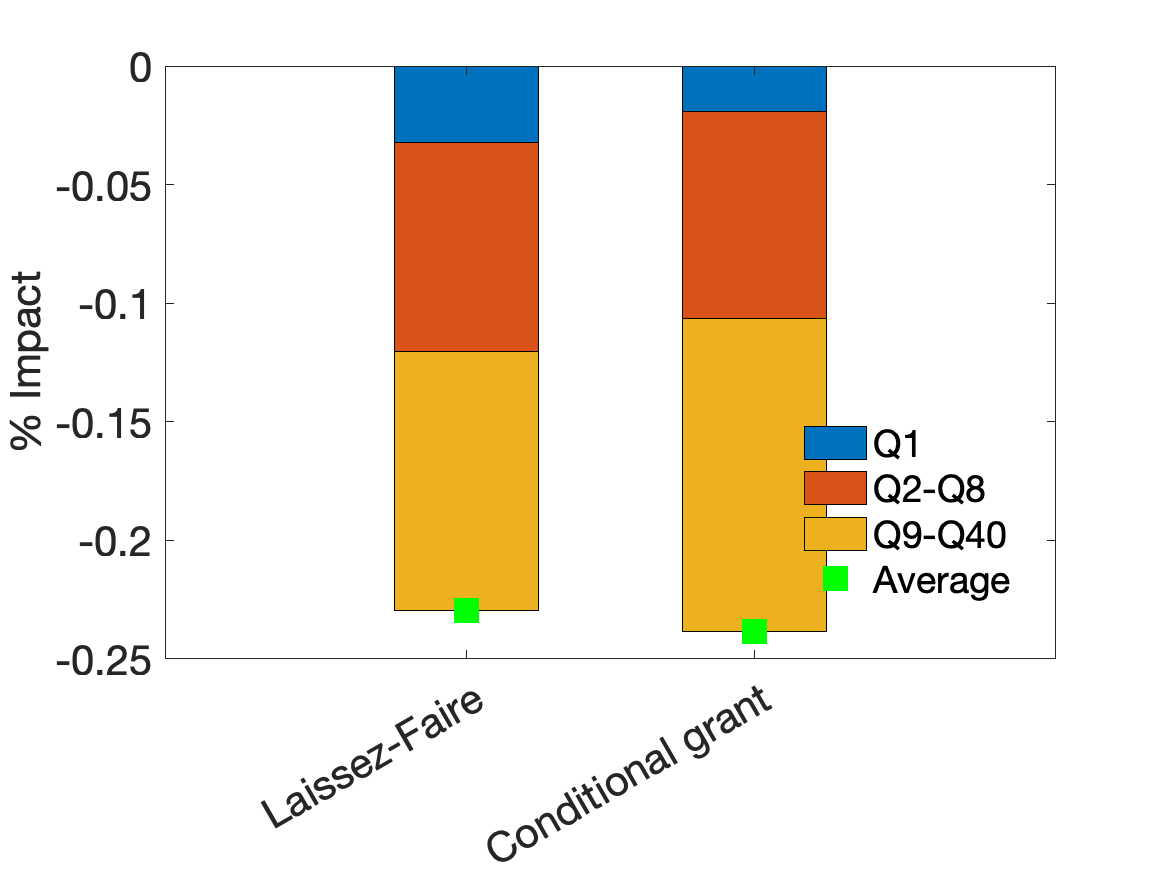 0
-0.05
-0.1
-0.15
-0.2
-0.25
% Impact
Q1
Q2-Q8
Q9-Q40
Average
Laissez-Faire
Conditional grant